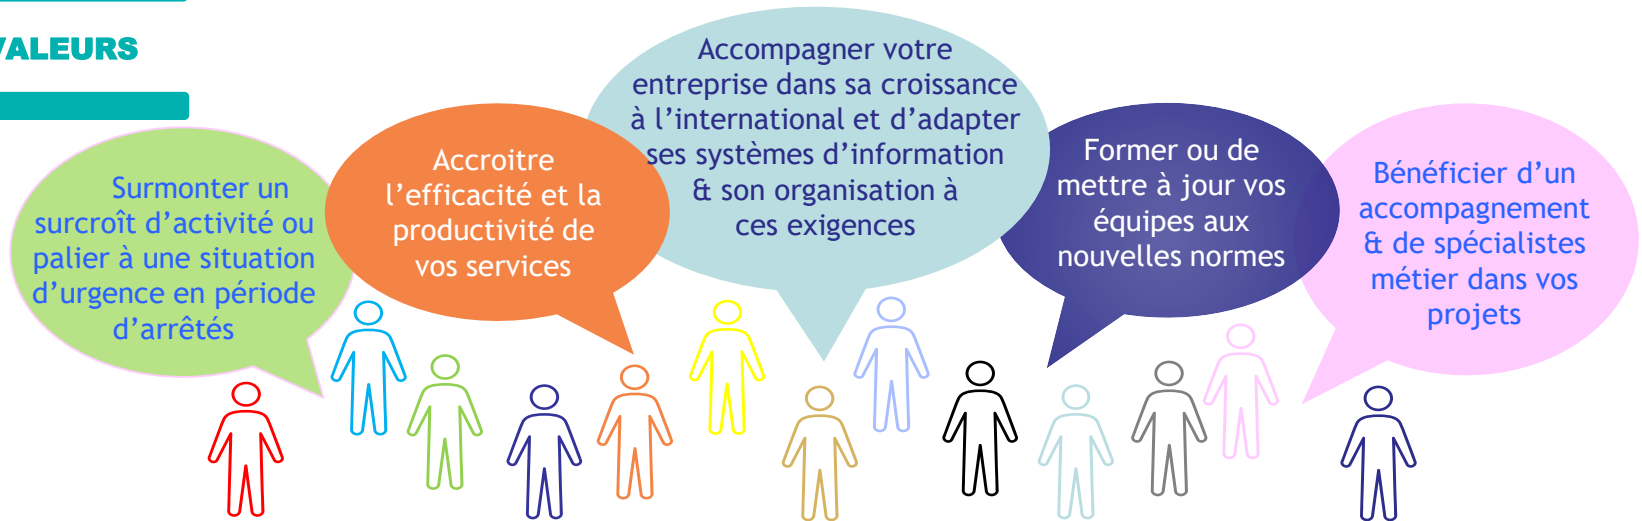 VALEURS
Surmonter un
surcroît d’activité ou
palier à une situation
d’urgence en période
d’arrêtés
Accroitre
l’efficacité et la
productivité de
vos services
Accompagner votre
entreprise dans sa croissance
à l’international et d’adapter
ses systèmes d’information
& son organisation à
ces exigences
Former ou de
mettre à jour vos
équipes aux
nouvelles normes
Bénéficier d’un
accompagnement
& de spécialistes
métier dans vos
projets